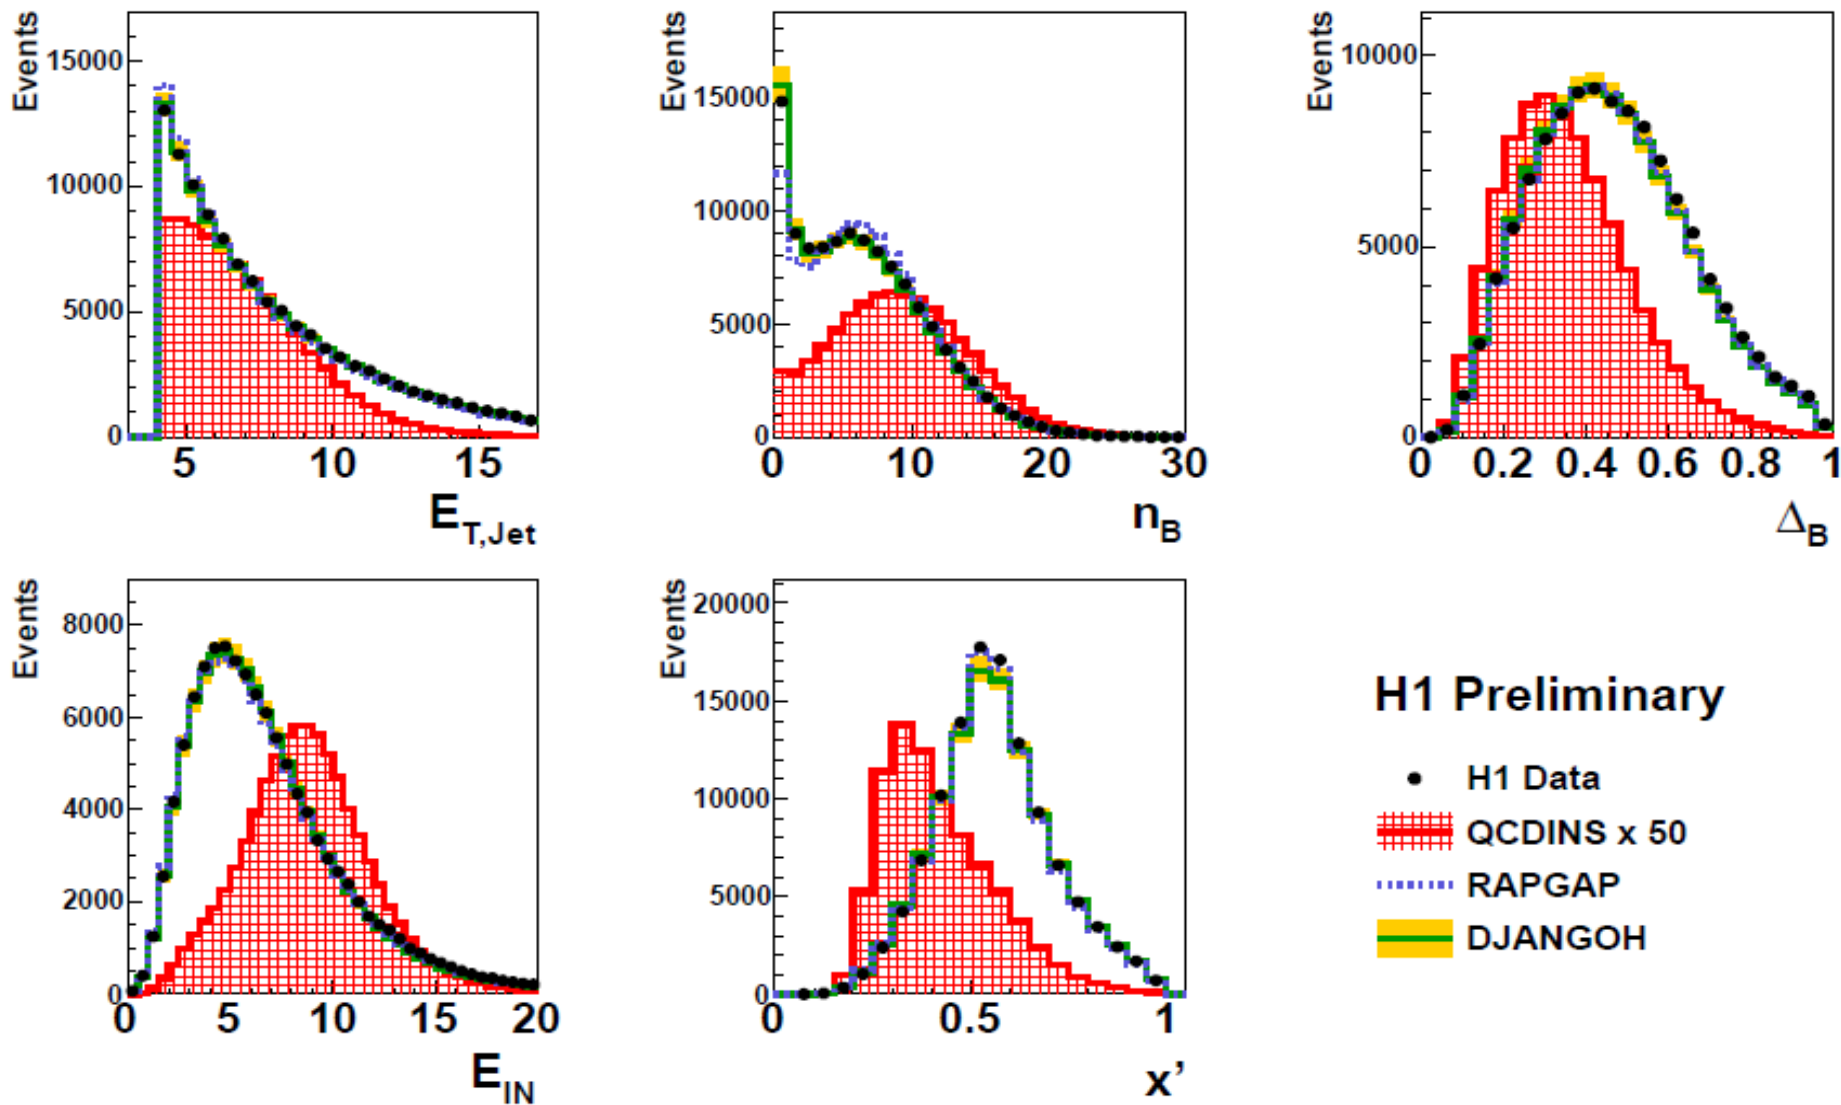 Events
15000
10000
5000
0
5 10 15
E_T,Jet
Events
15000
10000
5000
0
0 10 20 30
n_B
Events
10000
5000
0
0 0.2 0.4 0.6 0.8 1
Δ_B
Events
8000
6000
4000
2000
0
0 5 10 15 20
E_IN
Events
20000
15000
10000
5000
0
0 0.5 1
x’
H1 Preliminary
H1 Data
QCDINS x 50
RAPGAP
DJANGOH